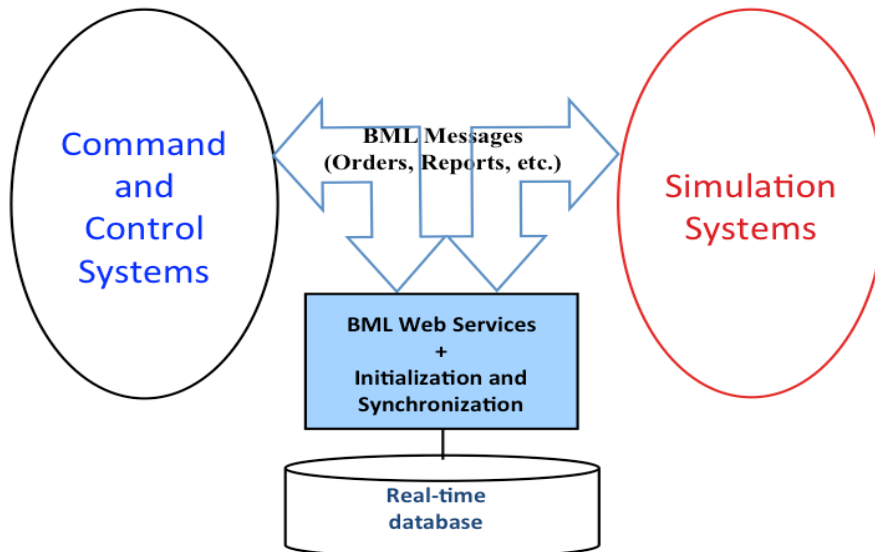 Command
and
Control
Systems
BML Messages
(Orders, Reports, etc.)
Simulation
Systems
BML Web Services
+
Initialization and
Synchronization
Real-time
database